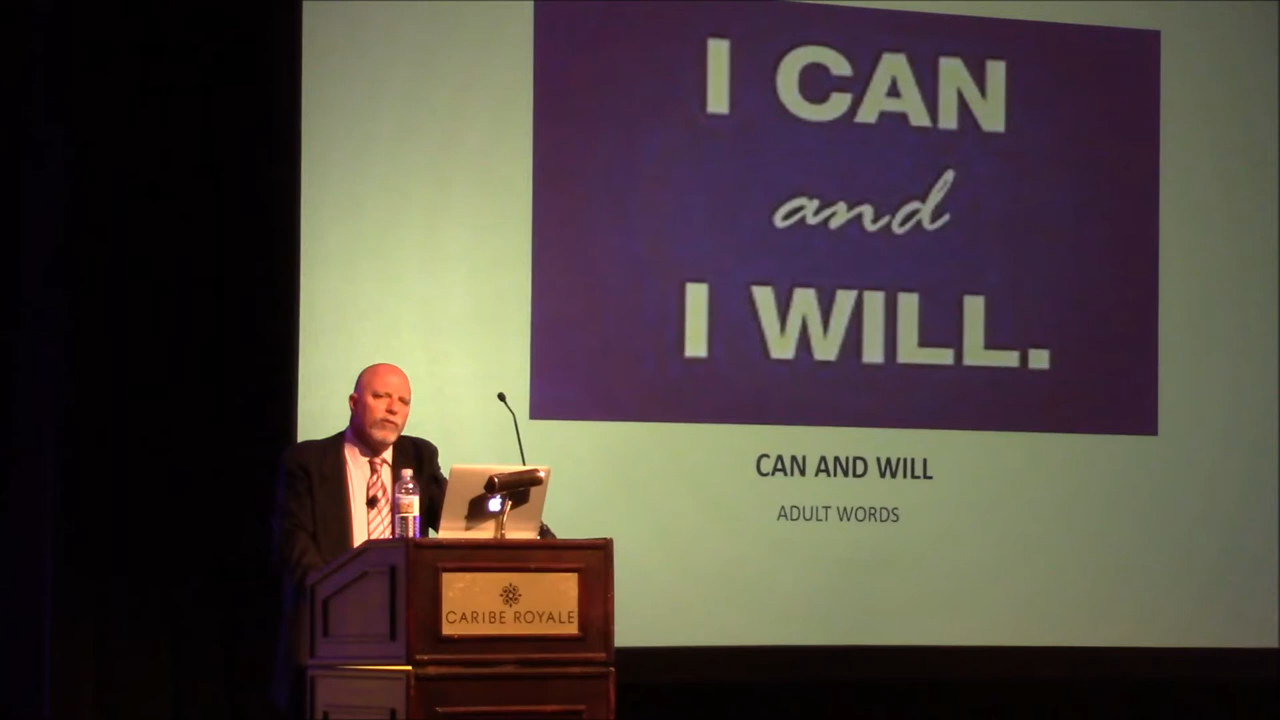 I CAN
and
I WILL.
CAN AND WILL
ADULT WORDS
CARIBE ROYALE